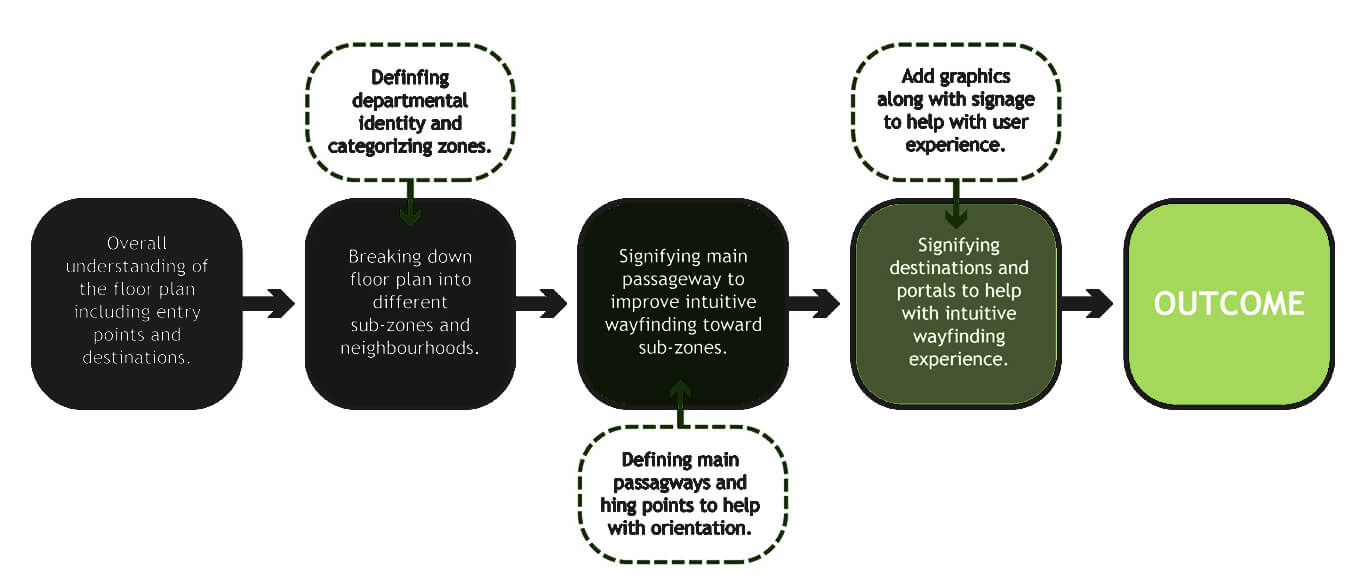 Definfing
departmental
identity and
categorizing zones.
Add graphics
along with signage
to help with user
experience.
Overall
understanding of
the floor plan
including entry
points and
destinations.
Breaking down
floor plan into
different
sub-zones and
neighbourhoods.
Signifying main
passageway to
improve intuitive
wayfinding toward
sub-zones.
Signifying
destinations and
portals to help
with intuitive
wayfinding
experience.
OUTCOME
Defining main
passagways and
hing points to help
with orientation.